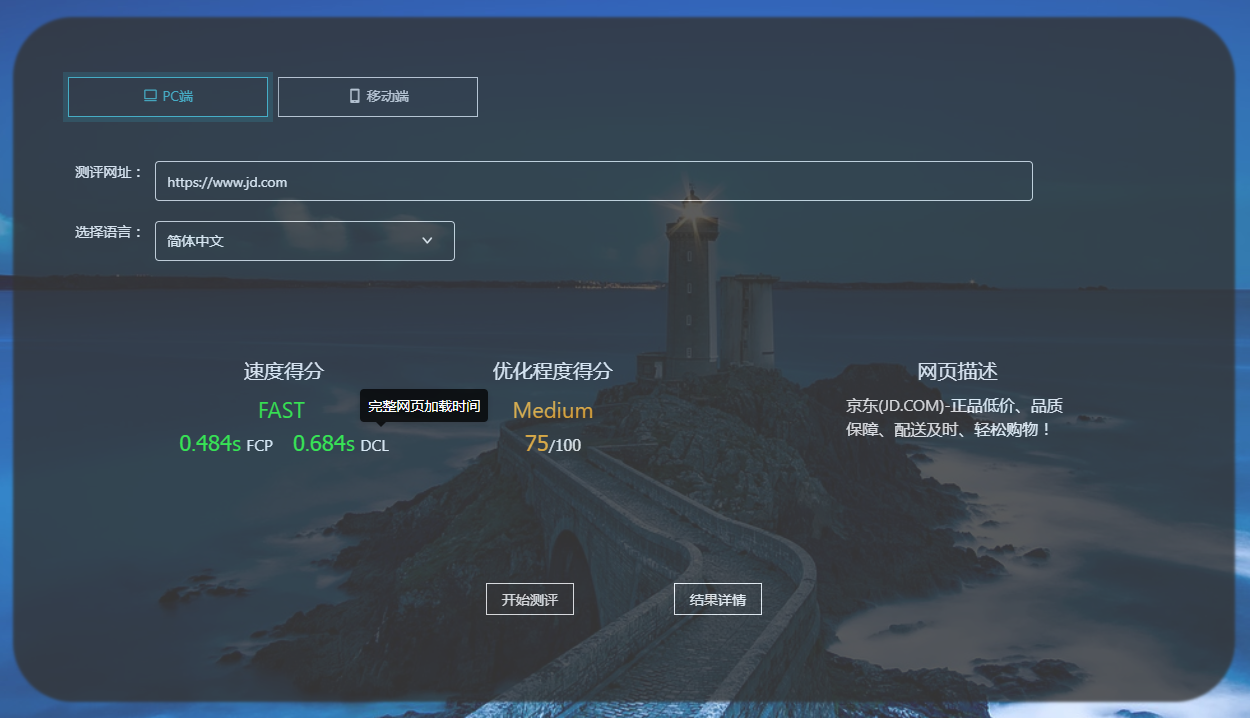 PC端
移动端
测评网址：
https://www.jd.com
选择语言：
简体中文
速度得分
FAST
0.484s FCP 0.684s DCL
完整网页加载时间
优化程度得分
Medium
75/100
网页描述
京东(JD.COM)-正品低价、品质
保障、配送及时、轻松购物！
开始测评
结果详情